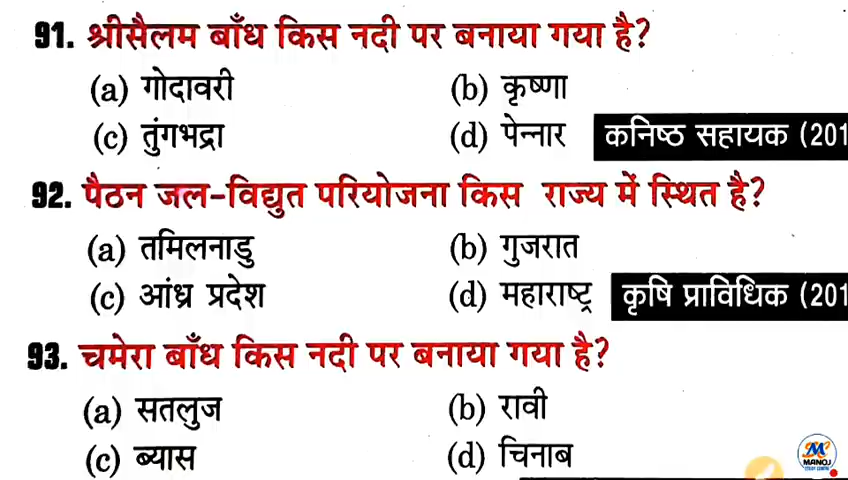 91. श्रीसैलम बाँध किस नदी पर बनाया गया है?
(a) गोदावरी (b) कृष्णा
(c) तुंगभद्रा (d) पेन्नार कनिष्ठ सहायक (201
92. पैठन जल-विद्युत परियोजना किस राज्य में स्थित है?
(a) तमिलनाडु (b) गुजरात
(c) आंध्र प्रदेश (d) महाराष्ट्र कृषि प्राविधिक (201
93. चमेरा बाँध किस नदी पर बनाया गया है?
(a) सतलुज (b) रावी
(c) ब्यास (d) चिनाब
MANOJ